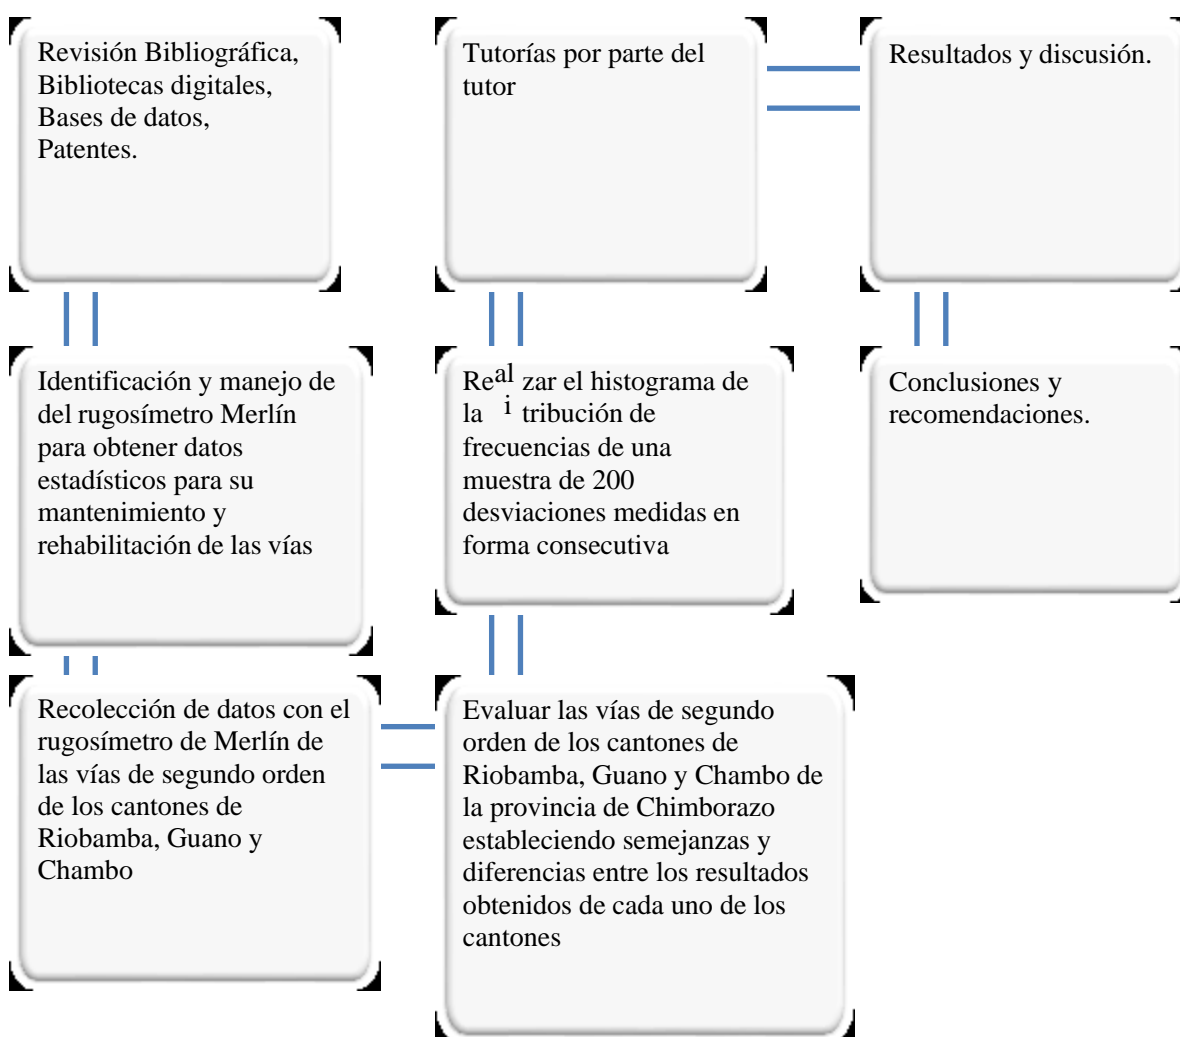 Revisión Bibliográfica,
Bibliotecas digitales,
Bases de datos,
Patentes.
Identificación y manejo de
del rugosímetro Merlín
para obtener datos
estadísticos para su
mantenimiento y
rehabilitación de las vías
Recolección de datos con el
rugosímetro de Merlín de
las vías de segundo orden
de los cantones de
Riobamba, Guano y
Chambo
Evaluar las vías de segundo
orden de los cantones de
Riobamba, Guano y Chambo de
la provincia de Chimborazo
estableciendo semejanzas y
diferencias entre los resultados
obtenidos de cada uno de los
cantones
Real zar el histograma de
la i tribución de
frecuencias de una
muestra de 200
desviaciones medidas en
forma consecutiva
Tutorías por parte del
tutor
Resultados y discusión.
Conclusiones y
recomendaciones.